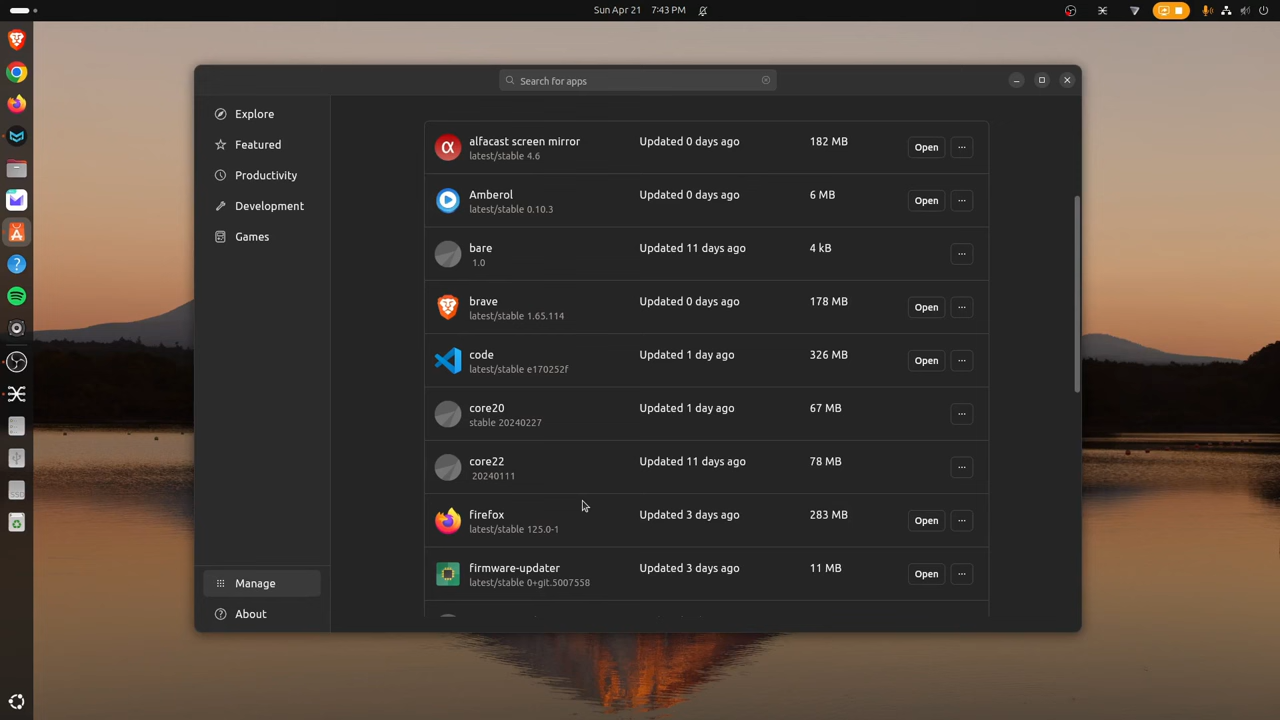 Sun Apr 21 7:43 PM
Search for apps
Explore
Featured
Productivity
Development
Games
Manage
About
alfacast screen mirror Updated 0 days ago 182 MB Open
latest/stable 4.6
Amberol Updated 0 days ago 6 MB Open
latest/stable 0.10.3
bare Updated 11 days ago 4 kB
1.0
brave Updated 0 days ago 178 MB Open
latest/stable 1.65.114
code Updated 1 day ago 326 MB Open
latest/stable e170252f
core20 Updated 1 day ago 67 MB
stable 20240227
core22 Updated 11 days ago 78 MB
20240111
firefox Updated 3 days ago 283 MB Open
latest/stable 125.0-1
firmware-updater Updated 3 days ago 11 MB Open
latest/stable 0+git.5007558